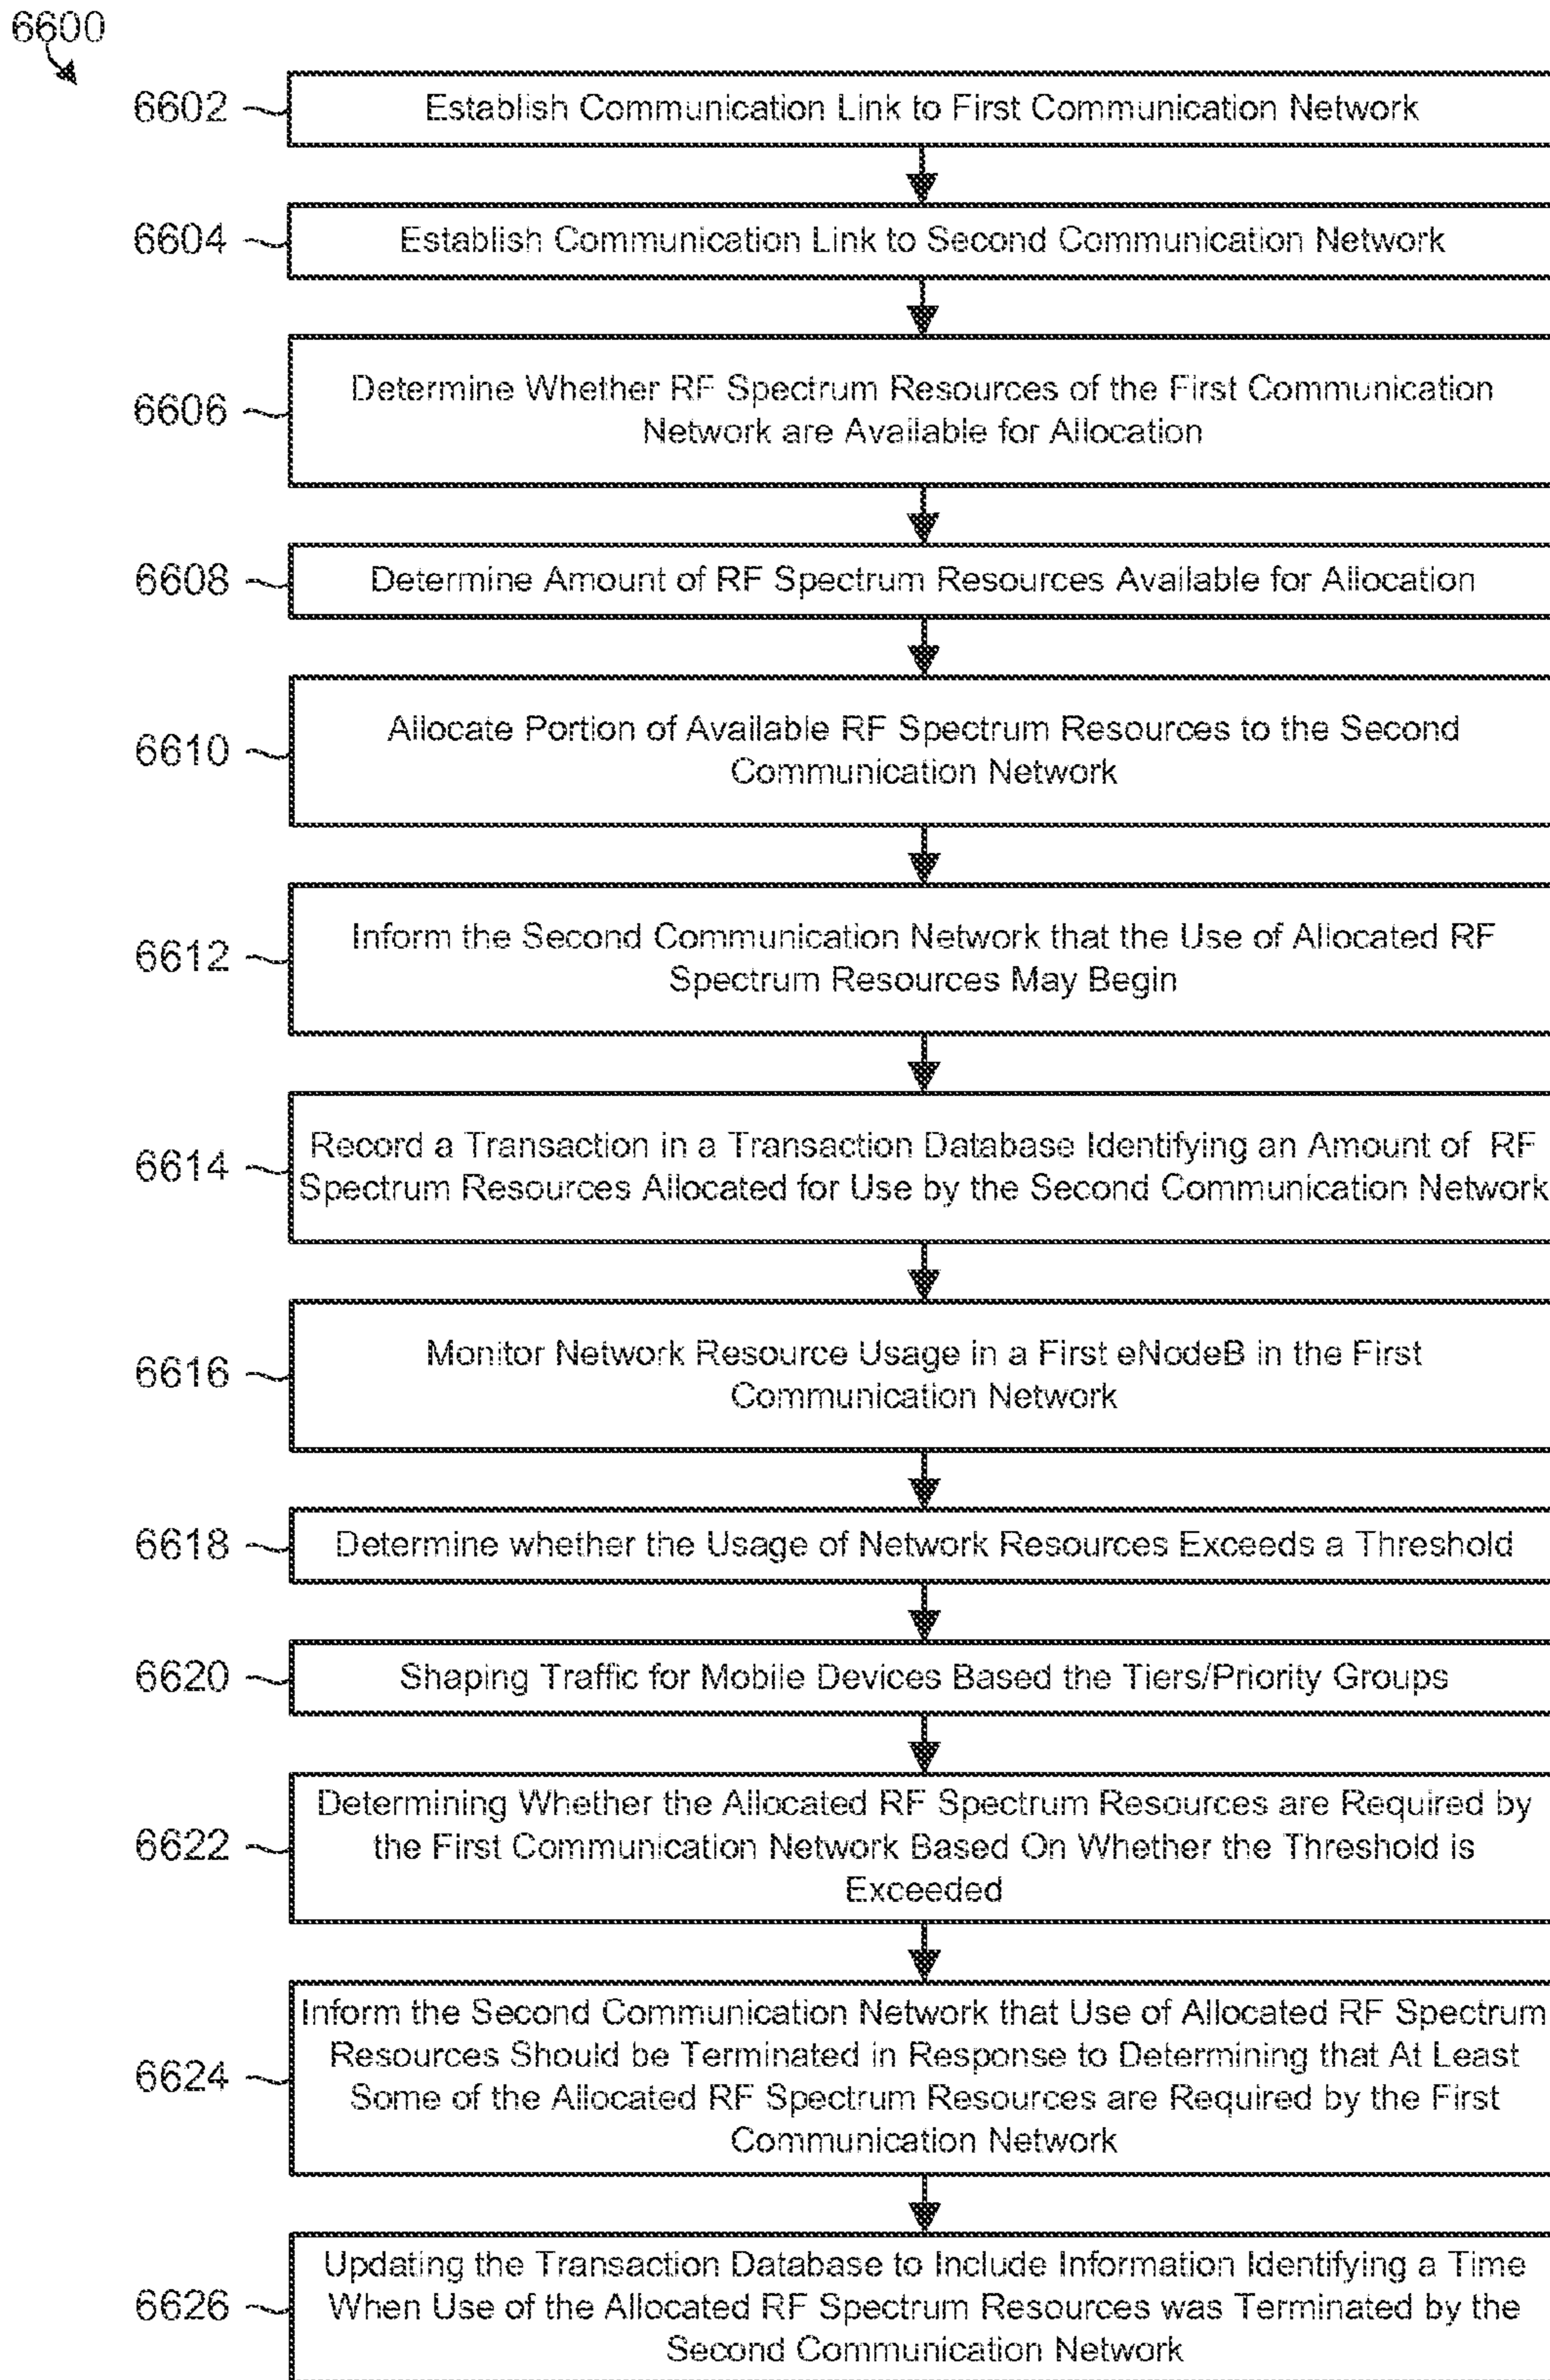 6600
6602 Establish Communication Link to First Communication Network
6604 Establish Communication Link to Second Communication Network
Determine Whether RF Spectrum Resources of the First Communication
6606
Network are Available for Allocation
6608 Determine Amount of RF Spectrum Resources Available for Allocation
Allocate Portion of Available RF Spectrum Resources to the Second
6610
Communication Network
Inform the Second Communication Network that the Use of Allocated RF
6612
Spectrum Resources May Begin
Record a Transaction in a Transaction Database Identifying an Amount of RF
6614
Spectrum Resources Allocated for Use by the Second Communication Network
Monitor Network Resource Usage in a First eNodeB in the First
6616
Communication Network
6618 Determine whether the Usage of Network Resources Exceeds a Threshold
6620 Shaping Traffic for Mobile Devices Based the Tiers/Priority Groups
Determining Whether the Allocated RF Spectrum Resources are Required by
6622 the First Communication Network Based On Whether the Threshold is
Exceeded
Inform the Second Communication Network that Use of Allocated RF Spectrum
Resources Should be Terminated in Response to Determining that At Least
6624
Some of the Allocated RF Spectrum Resources are Required by the First
Communication Network
Updating the Transaction Database to Include Information Identifying a Time
6626 When Use of the Allocated RF Spectrum Resources was Terminated by the
Second Communication Network